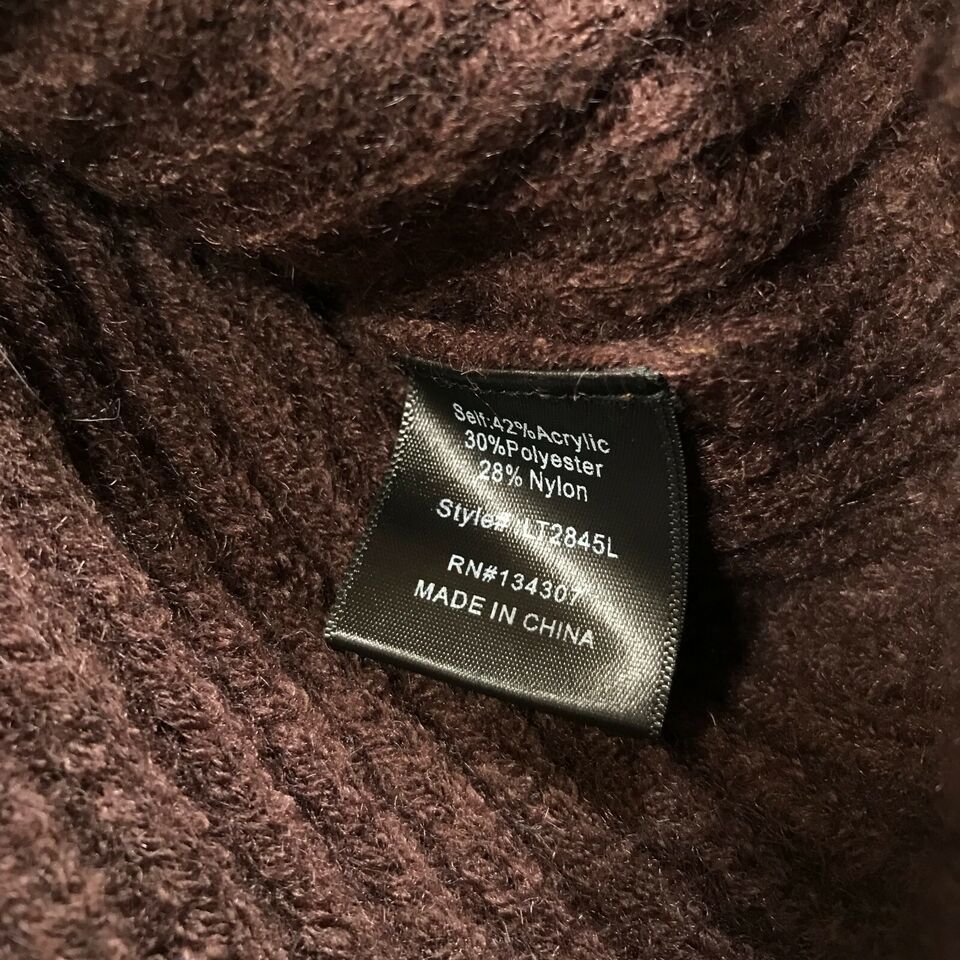 Self:42%Acrylic
30%Polyester
28% Nylon
Style# LT2845L
RN#134307
MADE IN CHINA